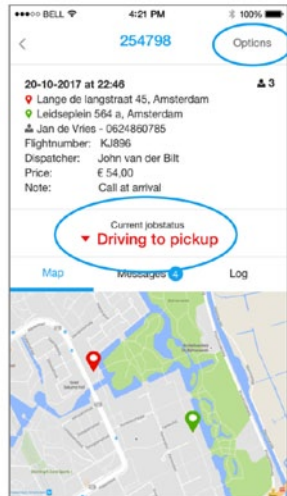 BELL 4:21 PM 100%
254798 Options
20-10-2017 at 22:46 3
Lange de langstraat 45, Amsterdam
Leidseplein 564 a, Amsterdam
Jan de Vries - 0624860785
Flightnumber: KJ896
Dispatcher: John van der Bilt
Price: € 54,00
Note: Call at arrival
Current jobstatus
Driving to pickup
Map Messages 4 Log